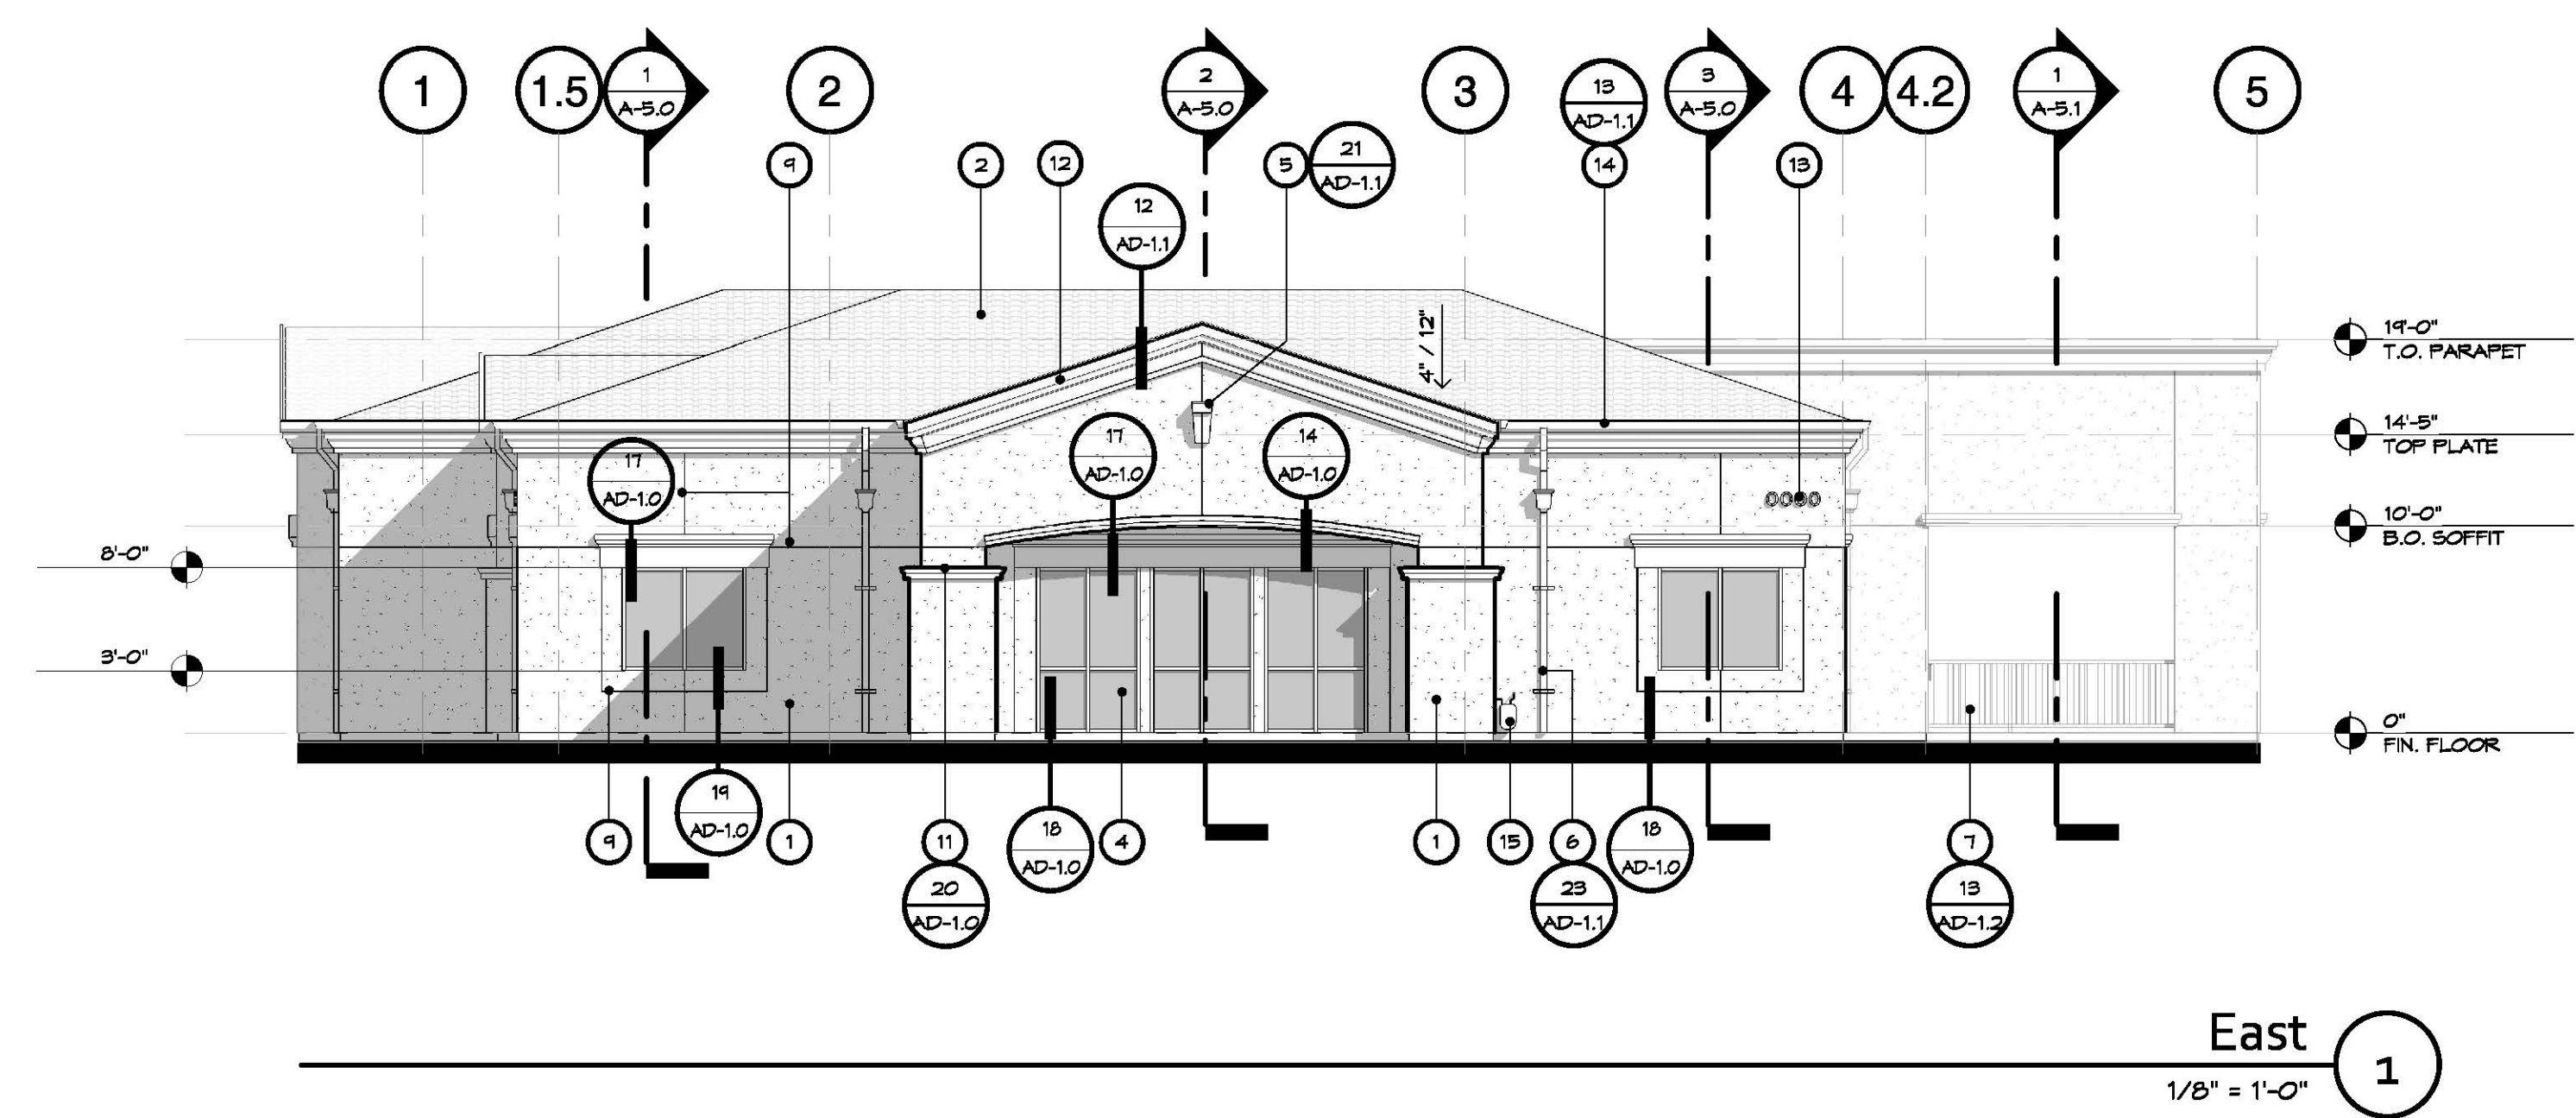 1
1.5
1
A-5.0
2
2
A-5.0
3
13
AD-1.1
3
A-5.0
4
4.2
1
A-5.1
5
9
2
12
5
21
AD-1.1
14
13
12
AD-1.1
4" / 12"
19'-0"
T.O. PARAPET
14'-5"
TOP PLATE
17
AD-1.0
17
AD-1.0
14
AD-1.0
10'-0"
B.O. SOFFIT
8'-0"
3'-0"
0"
FIN. FLOOR
9
19
AD-1.0
1
11
20
AD-1.0
18
AD-1.0
4
1
15
6
23
AD-1.1
18
AD-1.0
7
13
AD-1.2
East
1
1/8" = 1'-0"